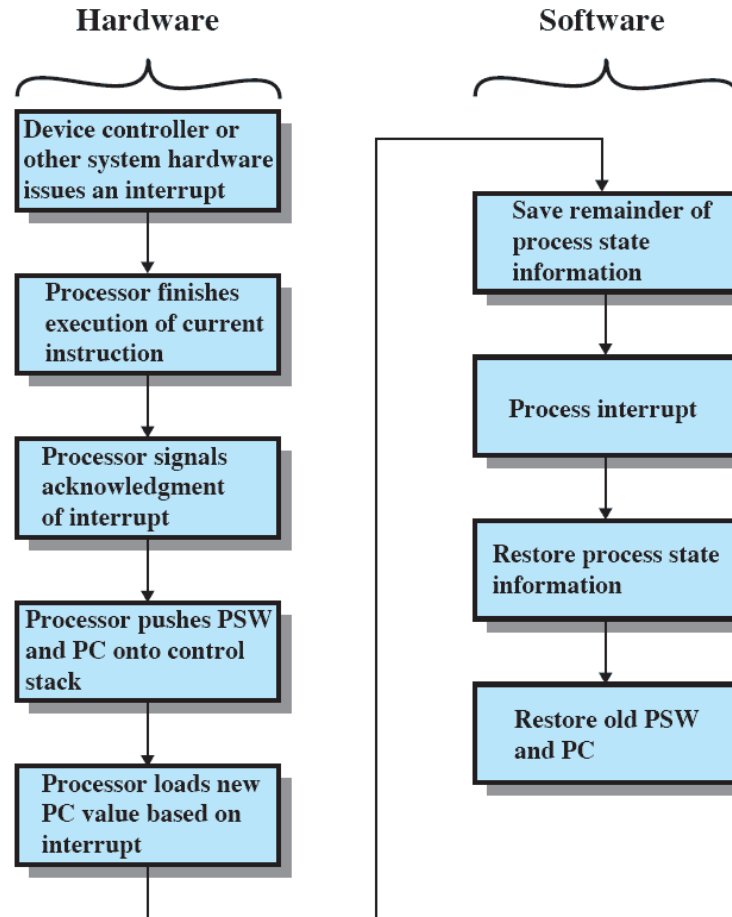 Hardware
Device controller or
other system hardware
issues an interrupt
Processor finishes
execution of current
instruction
Processor signals
acknowledgment
of interrupt
Processor pushes PSW
and PC onto control
stack
Processor loads new
PC value based on
interrupt
Software
Save remainder of
process state
information
Process interrupt
Restore process state
information
Restore old PSW
and PC